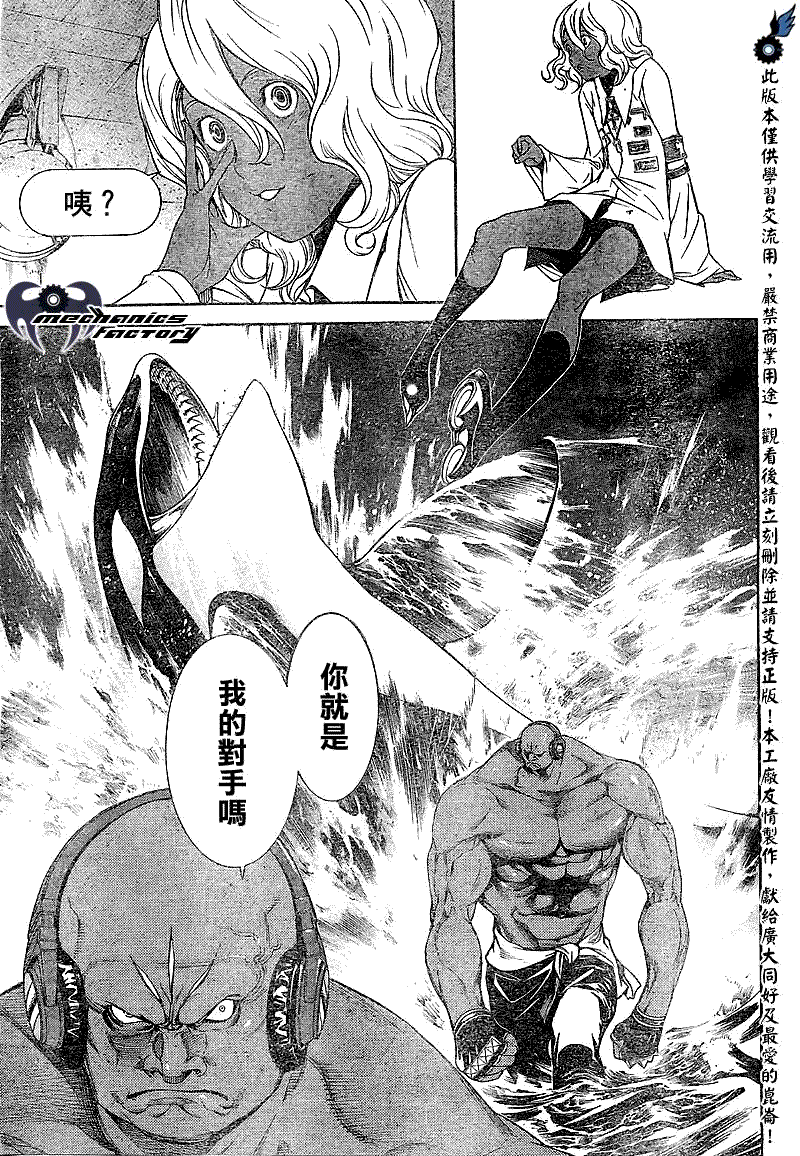 咦？
mechanics
factory
你就是
我的對手嗎
此版本僅供學習交流用，嚴禁商業用途，觀看後請立刻刪除並請支持正版！本工廠友情製作，獻給廣大同好及最愛的崑崙！